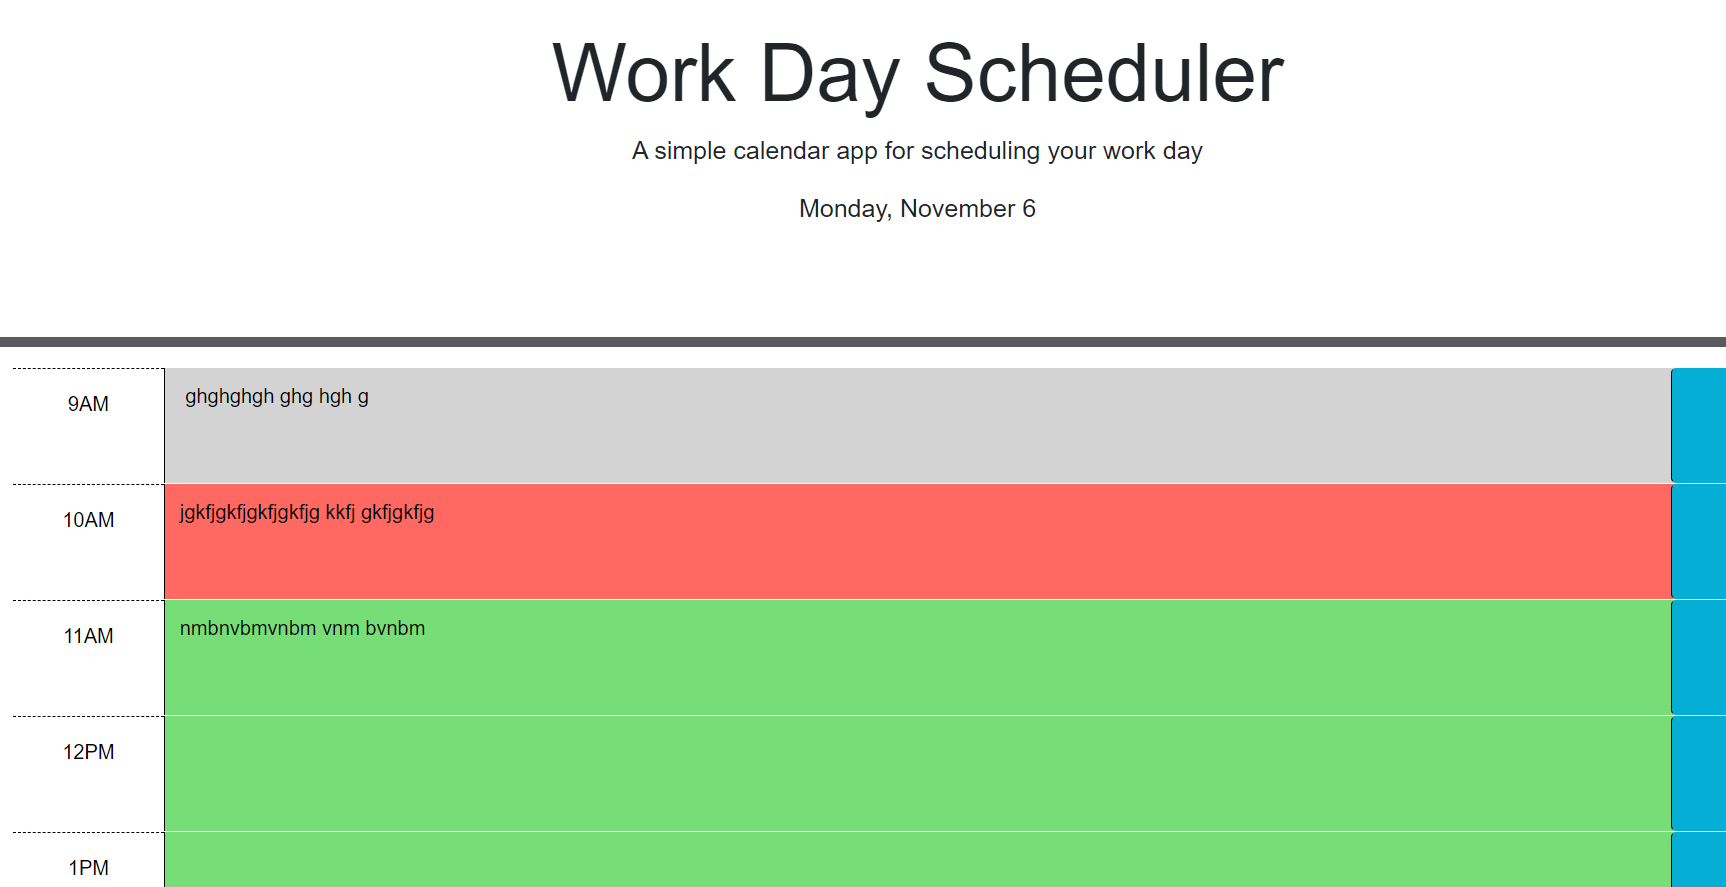 Work Day Scheduler
A simple calendar app for scheduling your work day
Monday, November 6
9AM
ghghghgh ghg hgh g
10AM
jgkfjgkfjgkfjgkfjg kkfj gkfjgkfjg
11AM
nmbnvbmvnbm vnm bvnbm
12PM
1PM